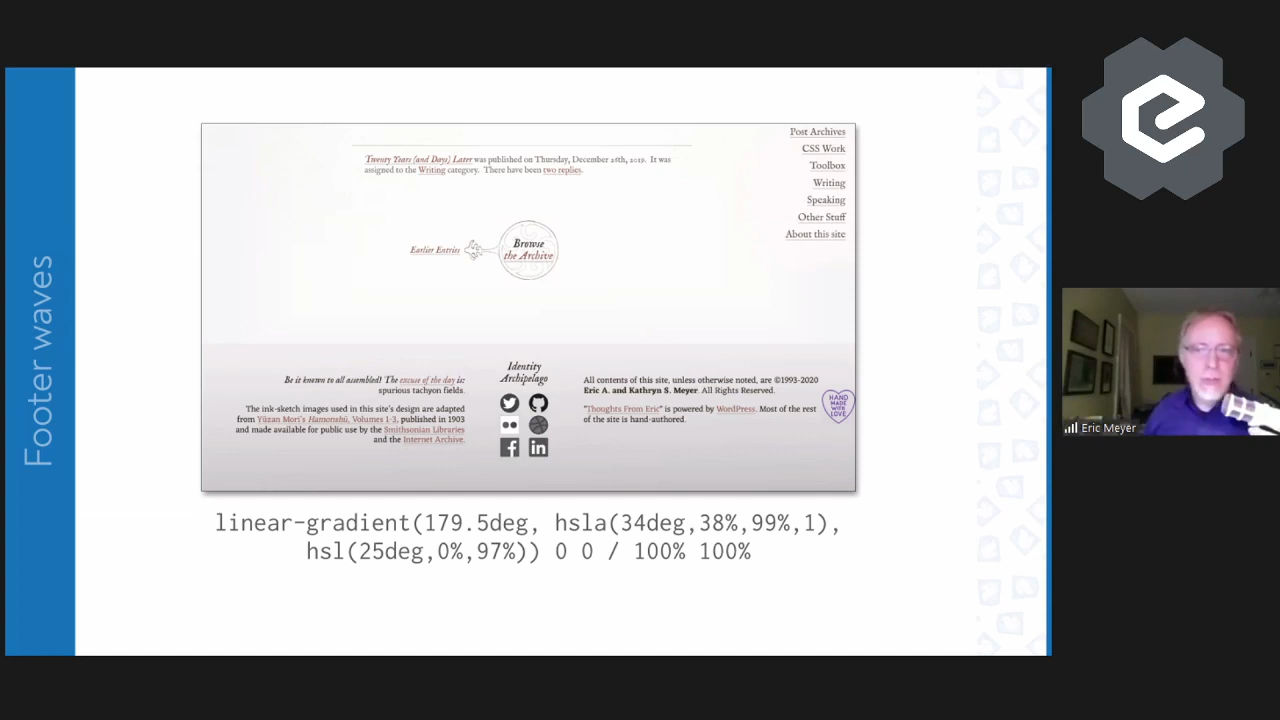 Footer waves
Twenty Years (and Days) Later was published on Thursday, December 26th, 2019. It was
assigned to the Writing category. There have been two replies.
Earlier Entries
Browse
the Archive
Post Archives
CSS Work
Toolbox
Writing
Speaking
Other Stuff
About this site
Be it known to all assembled! The excuse of the day is:
spurious tachyon fields.
The ink-sketch images used in this site's design are adapted
from Yūzan Mori's Hamonshū, Volumes 1-3, published in 1903
and made available for public use by the Smithsonian Libraries
and the Internet Archive.
Identity
Archipelago
All contents of this site, unless otherwise noted, are ©1993-2020
Eric A. and Kathryn S. Meyer. All Rights Reserved.
"Thoughts From Eric" is powered by WordPress. Most of the rest
of the site is hand-authored.
HAND
MADE
WITH
LOVE
linear-gradient(179.5deg, hsla(34deg,38%,99%,1),
hsl(25deg,0%,97%)) 0 0 / 100% 100%
Eric Meyer